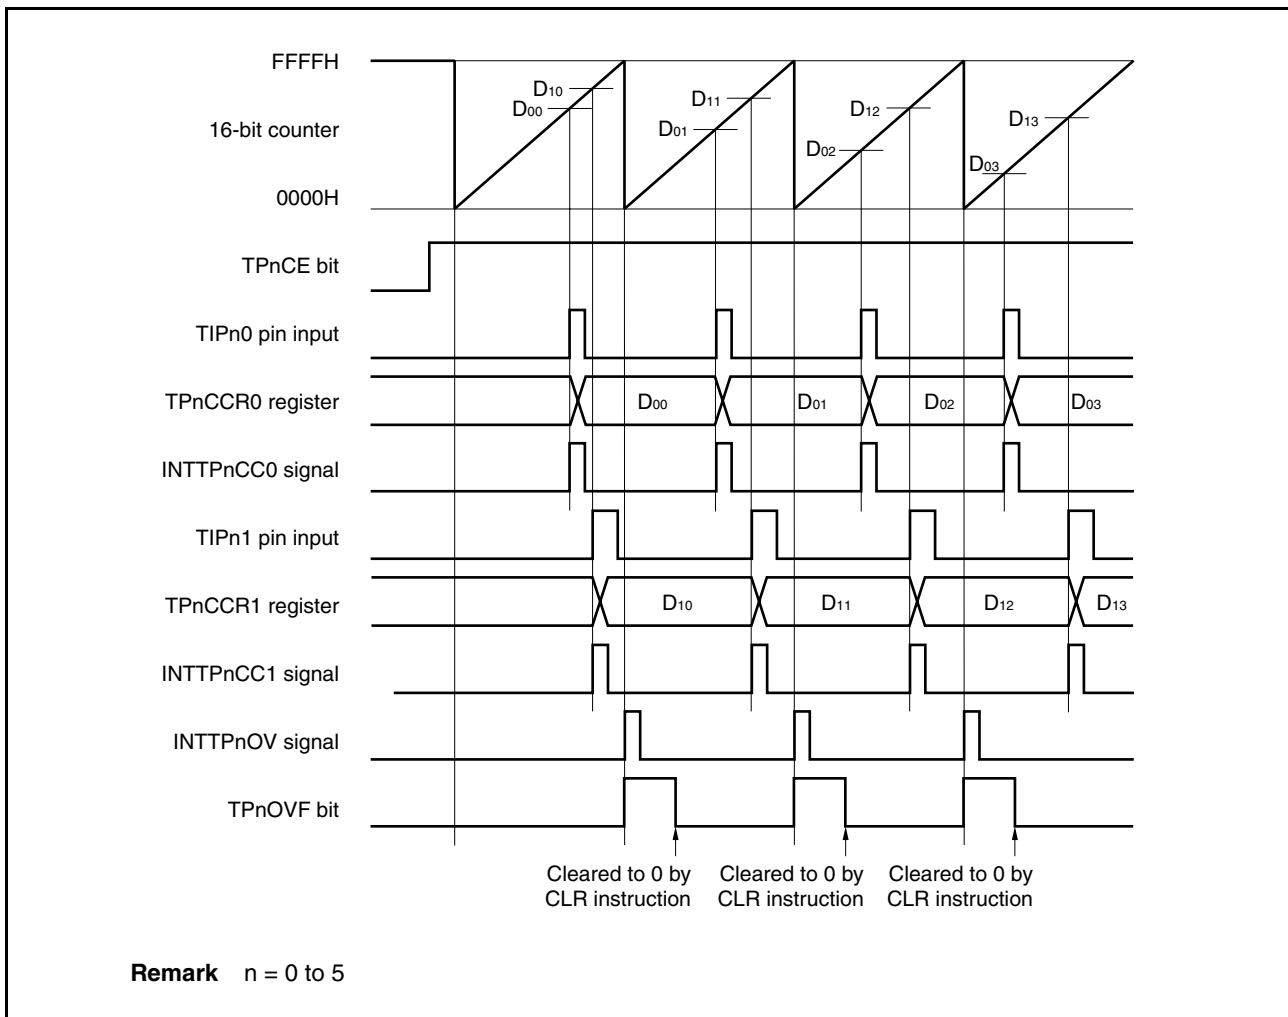 FFFFH
D10
D00
D11
D01
D12
D02
D13
D03
16-bit counter
0000H
TPnCE bit
TIPn0 pin input
TPnCCR0 register
D00
D01
D02
D03
INTTPnCC0 signal
TIPn1 pin input
TPnCCR1 register
D10
D11
D12
D13
INTTPnCC1 signal
INTTPnOV signal
TPnOVF bit
Cleared to 0 by
CLR instruction
Cleared to 0 by
CLR instruction
Cleared to 0 by
CLR instruction
Remark n = 0 to 5